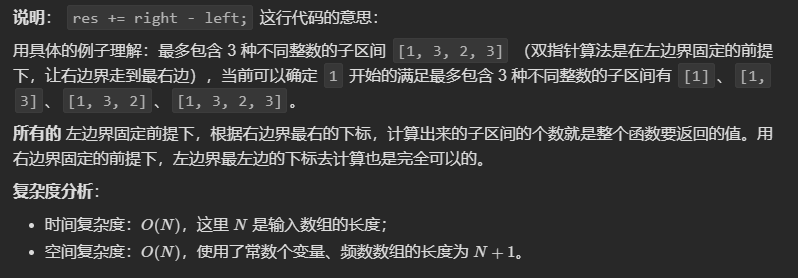 说明： res += right - left; 这行代码的意思：
用具体的例子理解：最多包含 3 种不同整数的子区间 [1, 3, 2, 3] （双指针算法是在左边界固定的前提
下，让右边界走到最右边），当前可以确定 1 开始的满足最多包含 3 种不同整数的子区间有 [1]、[1,
3]、[1, 3, 2]、[1, 3, 2, 3]。
所有的 左边界固定前提下，根据右边界最右的下标，计算出来的子区间的个数就是整个函数要返回的值。用
右边界固定的前提下，左边界最左边的下标去计算也是完全可以的。
复杂度分析：
• 时间复杂度：O(N)，这里 N 是输入数组的长度；
• 空间复杂度：O(N)，使用了常数个变量、频数数组的长度为 N + 1。